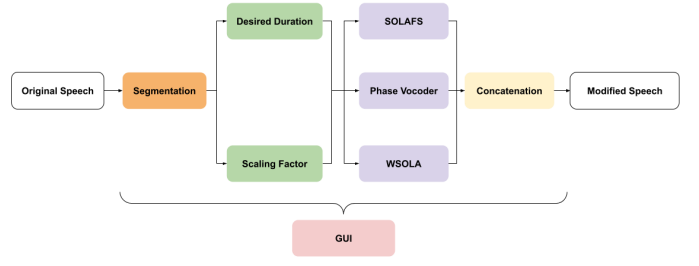 Original Speech
Segmentation
Desired Duration
Scaling Factor
SOLAFS
Phase Vocoder
WSOLA
Concatenation
Modified Speech
GUI